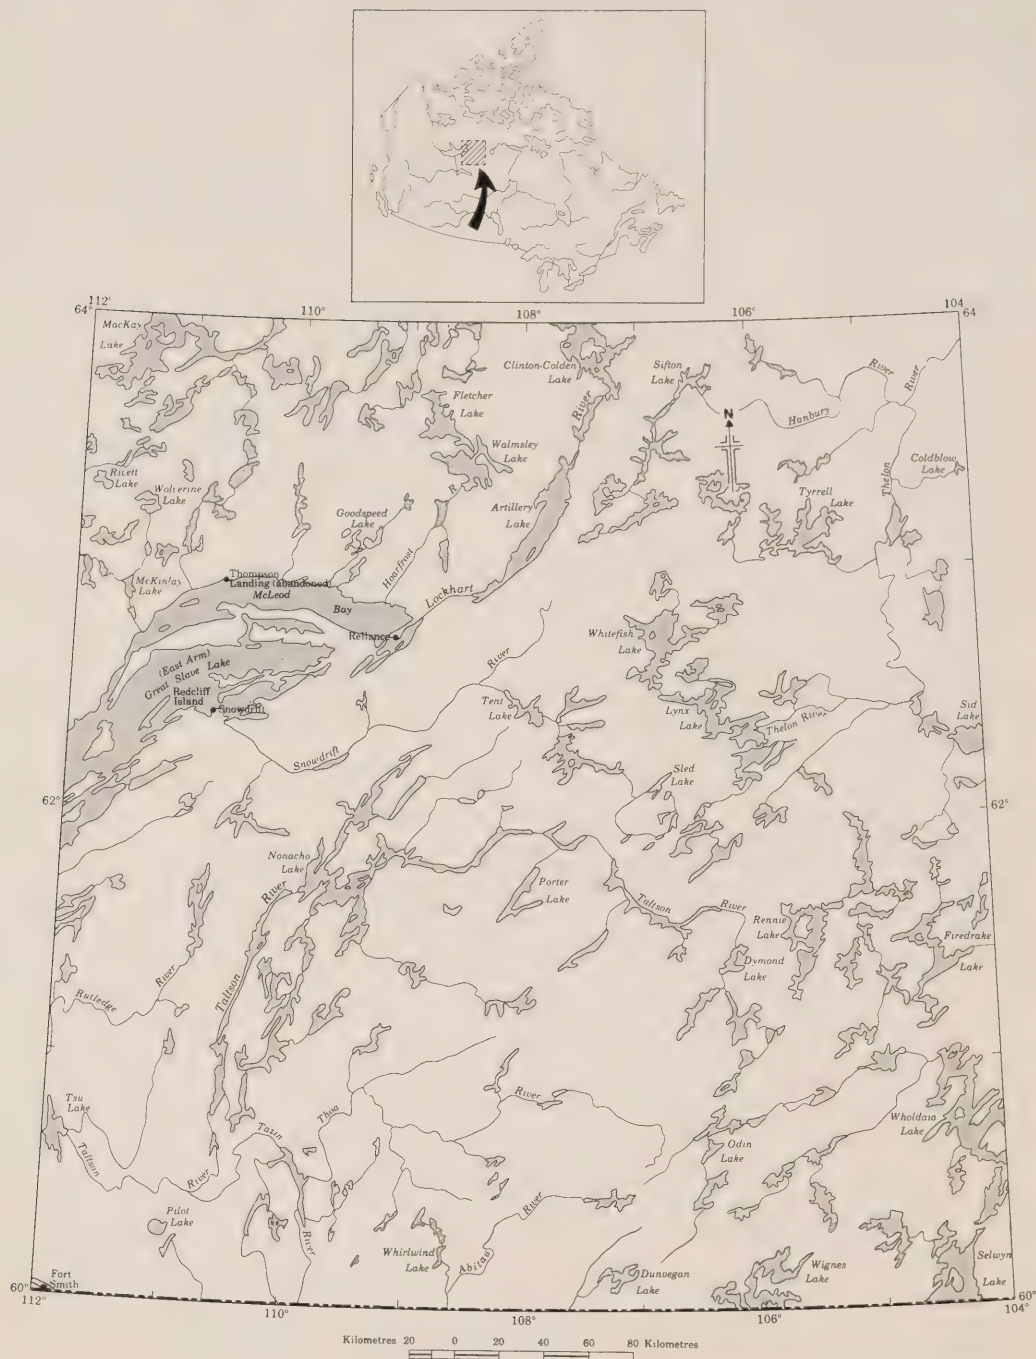 112°
64°
110°
108°
106°
104
64°
MacKay
Lake
Clinton-Colden
Lake
Sifton
Lake
River
River
River
Hanbury
N
Fletcher
Lake
Walmsley
Lake
Rivett
Lake
Wolverine
Lake
Goodspeed
Lake
R
Hoarfrost
Artillery
Lake
Tyrrell
Lake
Thelon
Coldblow
Lake
McKinlay
Lake
Thompson
Landing (abandoned)
McLeod
Bay
Lockhart
Reliance
Whitefish
Lake
(East Arm)
Great Slave Lake
Redcliff
Island
Snowdrift
River
Tent
Lake
Lynx
Lake
Thelon River
Sid
Lake
Snowdrift
Sled
Lake
62°
62°
Nonacho
Lake
River
Porter
Lake
Taltson
River
Rennie
Lake
Firedrake
Lake
Dymond
Lake
Rutledge
River
Taltson
Tsu
Lake
Taltson
River
Tazin
Thoa
River
River
Odin
Lake
Wholdaia
Lake
Pilot
Lake
River
Whirlwind
Lake
Abitau
River
Dunvegan
Lake
Wignes
Lake
Selwyn
Lake
Fort
Smith
60°
112°
110°
108°
106°
60°
104°
Kilometres 20 0 20 40 60 80 Kilometres